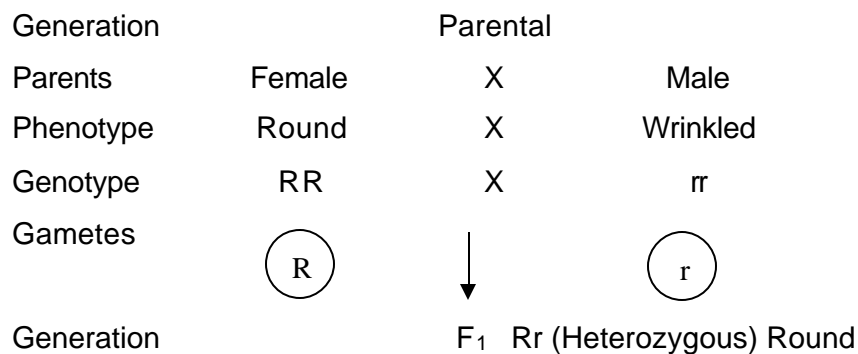 Generation Parental
Parents Female X Male
Phenotype Round X Wrinkled
Genotype RR X rr
Gametes R r
Generation F₁ Rr (Heterozygous) Round